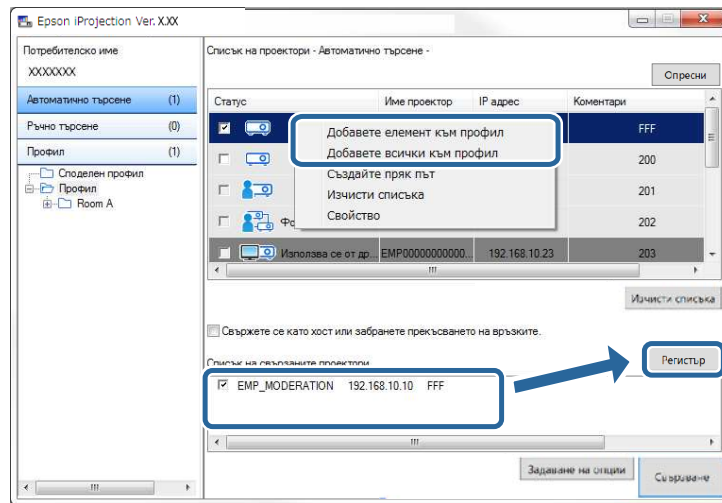 Epson iProjection Ver. X.XX
Потребителско име
XXXXXXX
Автоматично търсене (1)
Ръчно търсене (0)
Профил (1)
Споделен профил
Профил
Room A
Списък на проектори - Автоматично търсене -
Опресни
Статус Име проектор IP адрес Коментари
FFF
Добавете елемент към профил
Добавете всички към профил
200
Създайте пряк път
Изчисти списъка
201
Свойство
Фо
202
Използва се от др... EMP00000000000... 192.168.10.23 203
Изчисти списъка
Свържете се като хост или забранете прекъсването на връзките.
Списък на свързаните проектори
Регистър
EMP_MODERATION 192.168.10.10 FFF
Задаване на опции
Свързване